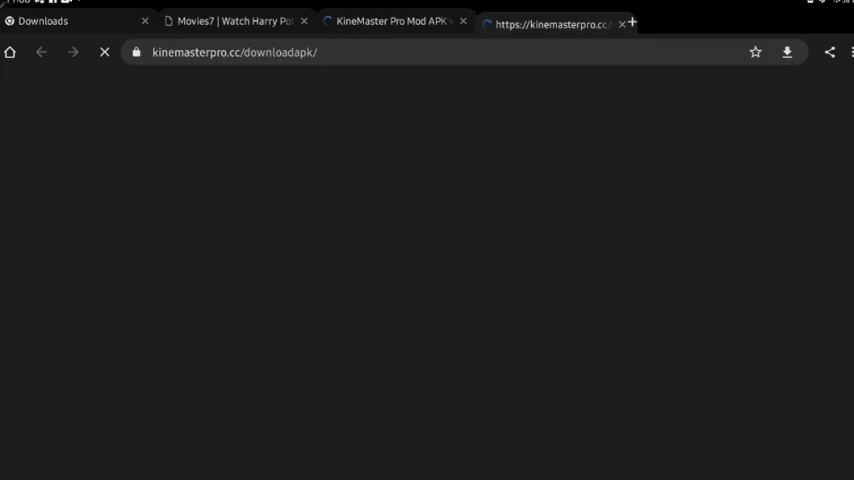 Downloads
Movies7 | Watch Harry Po
KineMaster Pro Mod APK
https://kinemasterpro.cc/
kinemasterpro.cc/downloadapk/